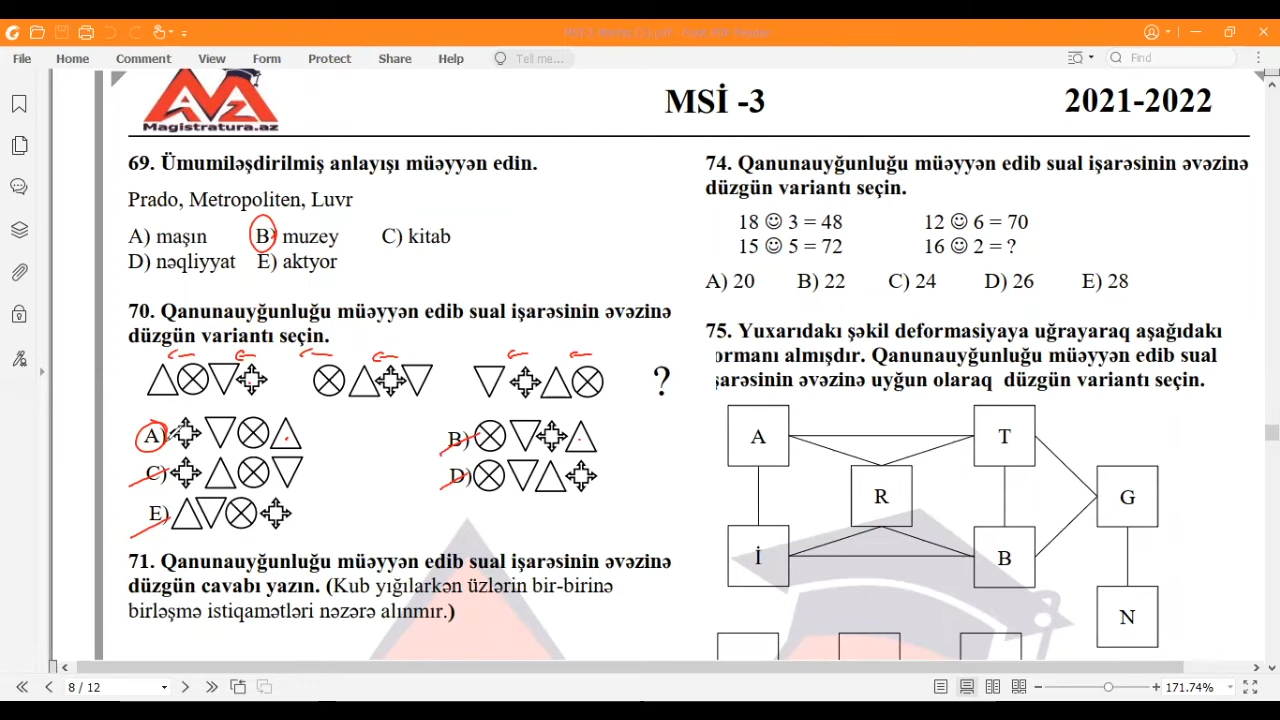 File Home Comment View Form Protect Share Help Tell me... Find
Magistratura.az
MSİ -3
2021-2022
69. Ümumiləşdirilmiş anlayışı müəyyən edin.
Prado, Metropoliten, Luvr
A) maşın B) muzey C) kitab
D) nəqliyyat E) aktyor
70. Qanunauyğunluğu müəyyən edib sual işarəsinin əvəzinə
düzgün variantı seçin.
?
A) B)
C) D)
E)
71. Qanunauyğunluğu müəyyən edib sual işarəsinin əvəzinə
düzgün cavabı yazın. (Kub yığılarkən üzlərin bir-birinə
birləşmə istiqamətləri nəzərə alınmır.)
74. Qanunauyğunluğu müəyyən edib sual işarəsinin əvəzinə
düzgün variantı seçin.
18 ☺ 3 = 48 12 ☺ 6 = 70
15 ☺ 5 = 72 16 ☺ 2 = ?
A) 20 B) 22 C) 24 D) 26 E) 28
75. Yuxarıdakı şəkil deformasiyaya uğrayaraq aşağıdakı
ormanı almışdır. Qanunauyğunluğu müəyyən edib sual
şarəsinin əvəzinə uyğun olaraq düzgün variantı seçin.
A T
R G
İ B
N
8 / 12
171.74%